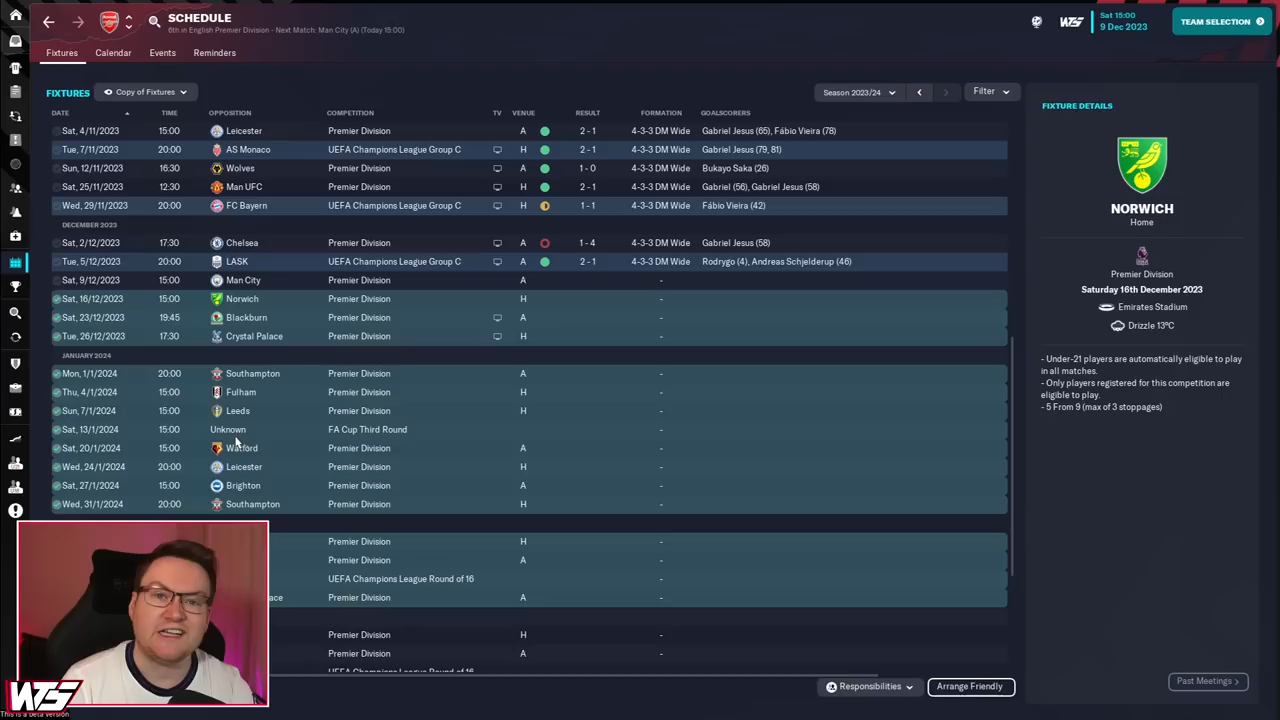 SCHEDULE
6th in English Premier Division - Next Match: Man City (A) (Today 15:00)
WTS
Sat 15:00
9 Dec 2023
TEAM SELECTION
Fixtures Calendar Events Reminders
FIXTURES Copy of Fixtures Season 2023/24 Filter
DATE TIME OPPOSITION COMPETITION TV VENUE RESULT FORMATION GOALSCORERS
Sat, 4/11/2023 15:00 Leicester Premier Division A 2 - 1 4-3-3 DM Wide Gabriel Jesus (65), Fábio Vieira (78)
Tue, 7/11/2023 20:00 AS Monaco UEFA Champions League Group C H 2 - 1 4-3-3 DM Wide Gabriel Jesus (79, 81)
Sun, 12/11/2023 16:30 Wolves Premier Division A 1 - 0 4-3-3 DM Wide Bukayo Saka (26)
Sat, 25/11/2023 12:30 Man UFC Premier Division A 2 - 1 4-3-3 DM Wide Gabriel (56), Gabriel Jesus (58)
Wed, 29/11/2023 20:00 FC Bayern UEFA Champions League Group C H 1 - 1 4-3-3 DM Wide Fábio Vieira (42)
DECEMBER 2023
Sat, 2/12/2023 17:30 Chelsea Premier Division A 1 - 4 4-3-3 DM Wide Gabriel Jesus (58)
Tue, 5/12/2023 20:00 LASK UEFA Champions League Group C A 2 - 1 4-3-3 DM Wide Rodrygo (4), Andreas Schjelderup (46)
Sat, 9/12/2023 15:00 Man City Premier Division A -
Sat, 16/12/2023 15:00 Norwich Premier Division H -
Sat, 23/12/2023 19:45 Blackburn Premier Division A -
Tue, 26/12/2023 17:30 Crystal Palace Premier Division H -
JANUARY 2024
Mon, 1/1/2024 20:00 Southampton Premier Division A -
Thu, 4/1/2024 15:00 Fulham Premier Division H -
Sun, 7/1/2024 15:00 Leeds Premier Division H -
Sat, 13/1/2024 15:00 Unknown FA Cup Third Round -
Sat, 20/1/2024 15:00 Watford Premier Division A -
Wed, 24/1/2024 20:00 Leicester Premier Division H -
Sat, 27/1/2024 15:00 Brighton Premier Division A -
Wed, 31/1/2024 20:00 Southampton Premier Division H -
Premier Division H -
Premier Division A -
UEFA Champions League Round of 16 -
ace Premier Division A -
Premier Division H -
Premier Division A -
UEFA Champions League Round of 16
Responsibilities Arrange Friendly
FIXTURE DETAILS
NORWICH
Home
Premier Division
Saturday 16th December 2023
Emirates Stadium
Drizzle 13ºC
- Under-21 players are automatically eligible to play
in all matches.
- Only players registered for this competition are
eligible to play.
- 5 From 9 (max of 3 stoppages)
Past Meetings
WTS
This is a beta version